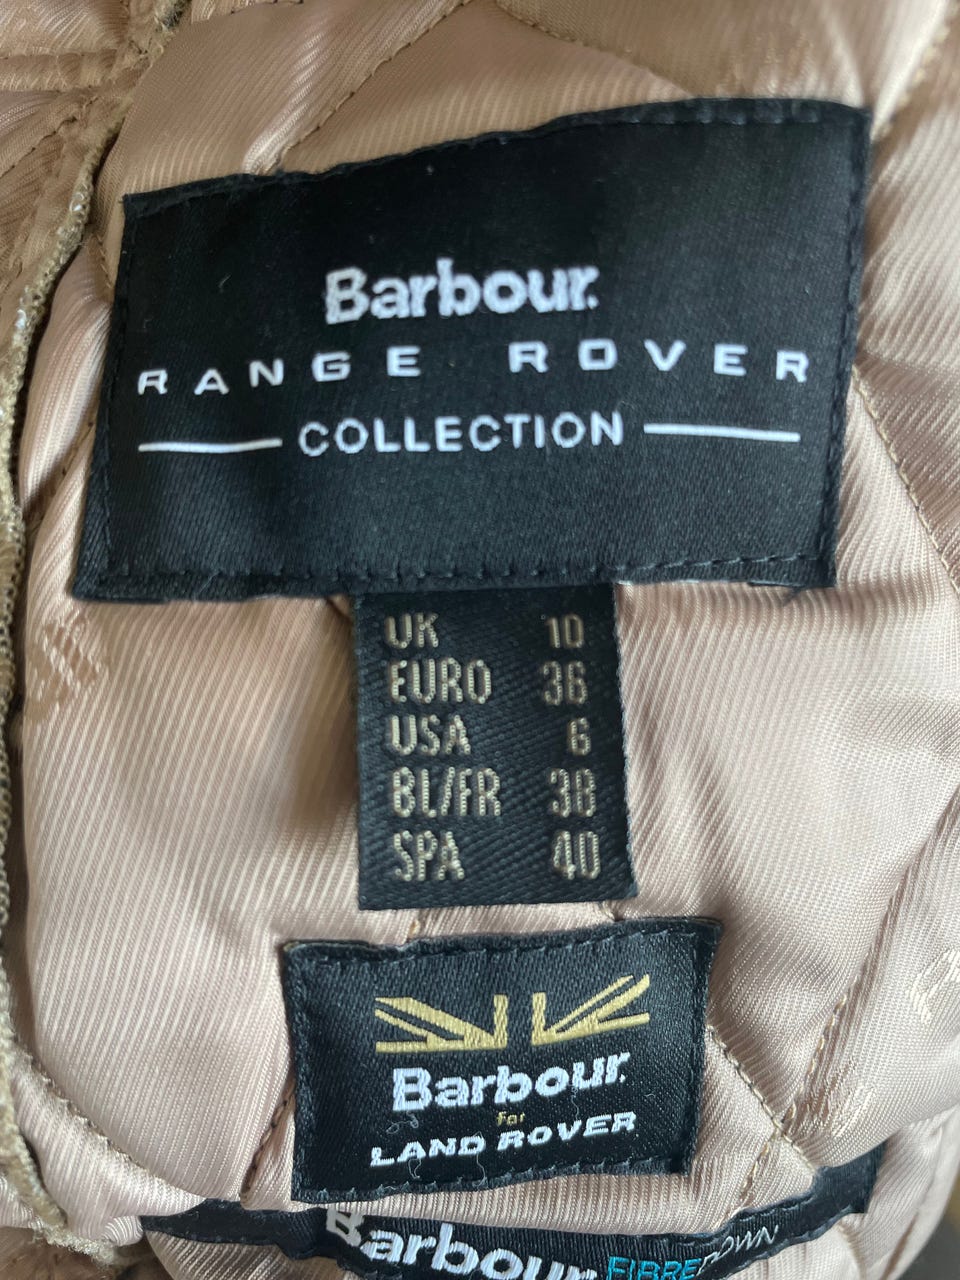 Barbour.
RANGE ROVER
COLLECTION
UK 10
EURO 36
USA 6
BL/FR 38
SPA 40
Barbour.
for
LAND ROVER
Barbour FIBREDOWN